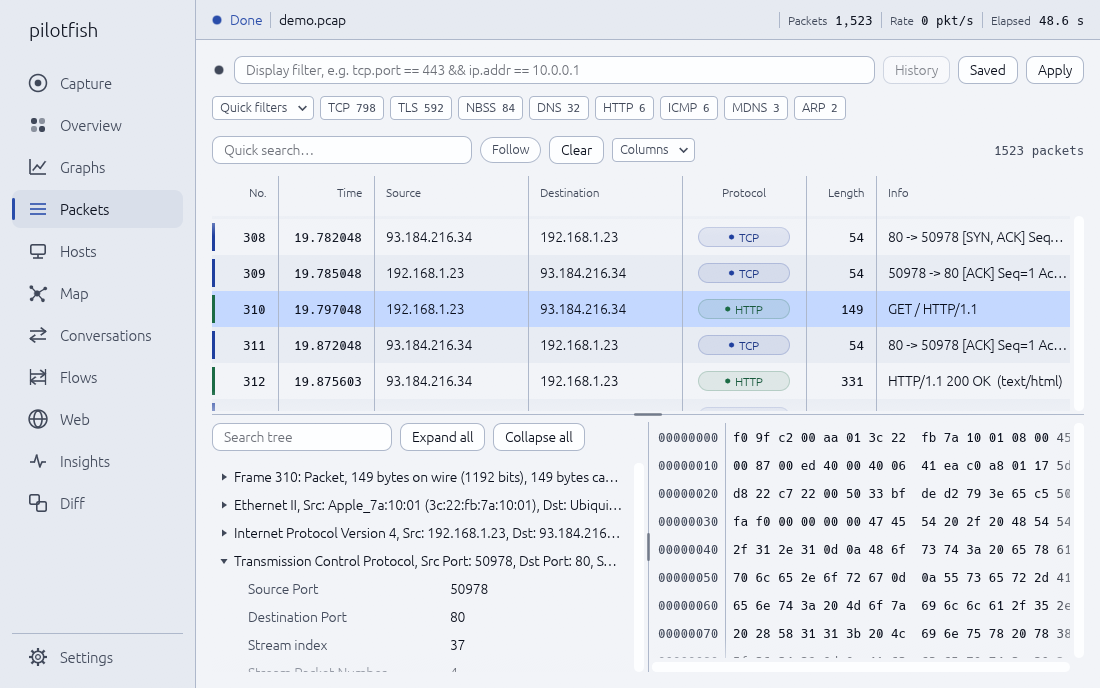 pilotfish
Capture
Overview
Graphs
Packets
Hosts
Map
Conversations
Flows
Web
Insights
Diff
Settings
Done demo.pcap Packets 1,523 Rate 0 pkt/s Elapsed 48.6 s
Display filter, e.g. tcp.port == 443 && ip.addr == 10.0.0.1 History Saved Apply
Quick filters TCP 798 TLS 592 NBSS 84 DNS 32 HTTP 6 ICMP 6 MDNS 3 ARP 2
Quick search... Follow Clear Columns 1523 packets
No. Time Source Destination Protocol Length Info
308 19.782048 93.184.216.34 192.168.1.23 TCP 54 80 -> 50978 [SYN, ACK] Seq...
309 19.785048 192.168.1.23 93.184.216.34 TCP 54 50978 -> 80 [ACK] Seq=1 Ac...
310 19.797048 192.168.1.23 93.184.216.34 HTTP 149 GET / HTTP/1.1
311 19.872048 93.184.216.34 192.168.1.23 TCP 54 80 -> 50978 [ACK] Seq=1 Ac...
312 19.875603 93.184.216.34 192.168.1.23 HTTP 331 HTTP/1.1 200 OK (text/html)
Search tree Expand all Collapse all
Frame 310: Packet, 149 bytes on wire (1192 bits), 149 bytes ca...
Ethernet II, Src: Apple_7a:10:01 (3c:22:fb:7a:10:01), Dst: Ubiqui...
Internet Protocol Version 4, Src: 192.168.1.23, Dst: 93.184.216...
Transmission Control Protocol, Src Port: 50978, Dst Port: 80, S...
Source Port 50978
Destination Port 80
Stream index 37
Stream Packet Number 4
00000000 f0 9f c2 00 aa 01 3c 22 fb 7a 10 01 08 00 45
00000010 00 87 00 ed 40 00 40 06 41 ea c0 a8 01 17 5d
00000020 d8 22 c7 22 00 50 33 bf de d2 79 3e 65 c5 50
00000030 fa f0 00 00 00 00 47 45 54 20 2f 20 48 54 54
00000040 2f 31 2e 31 0d 0a 48 6f 73 74 3a 20 65 78 61
00000050 70 6c 65 2e 6f 72 67 0d 0a 55 73 65 72 2d 41
00000060 65 6e 74 3a 20 4d 6f 7a 69 6c 6c 61 2f 35 2e
00000070 20 28 58 31 31 3b 20 4c 69 6e 75 78 20 78 38